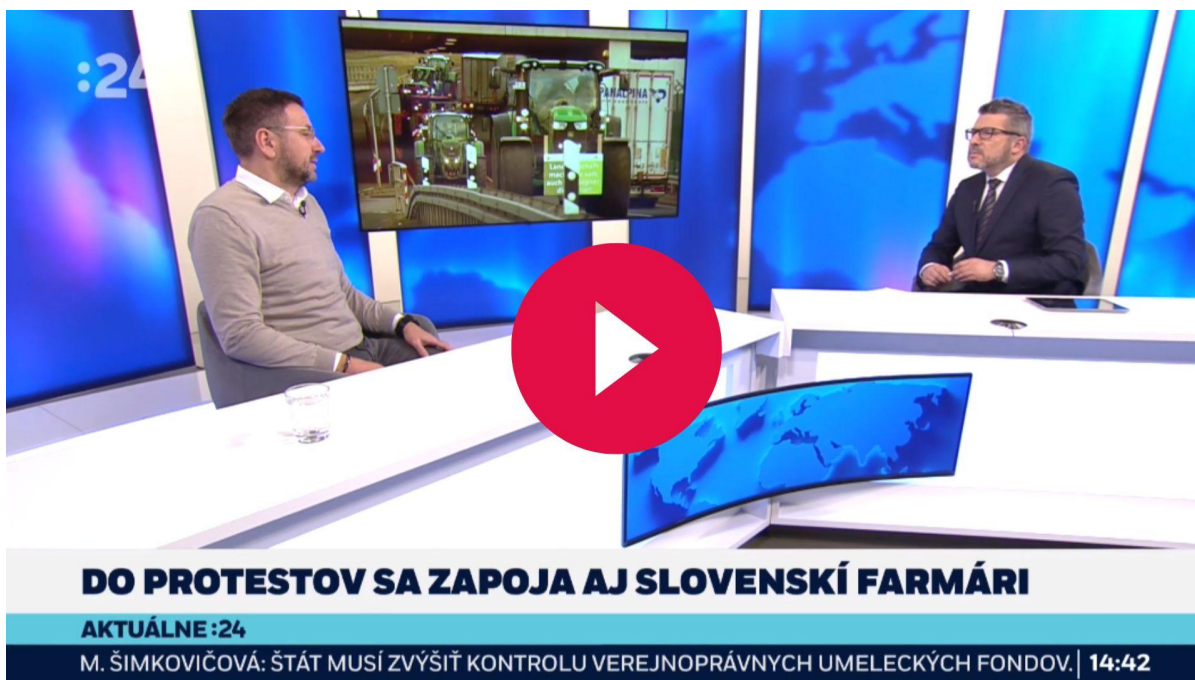 :24
PANALPINA
DO PROTESTOV SA ZAPOJA AJ SLOVENSKÍ FARMÁRI
AKTUÁLNE :24
M. ŠIMKOVIČOVÁ: ŠTÁT MUSÍ ZVÝŠIŤ KONTROLU VEREJNOPRÁVNYCH UMELECKÝCH FONDOV. 14:42